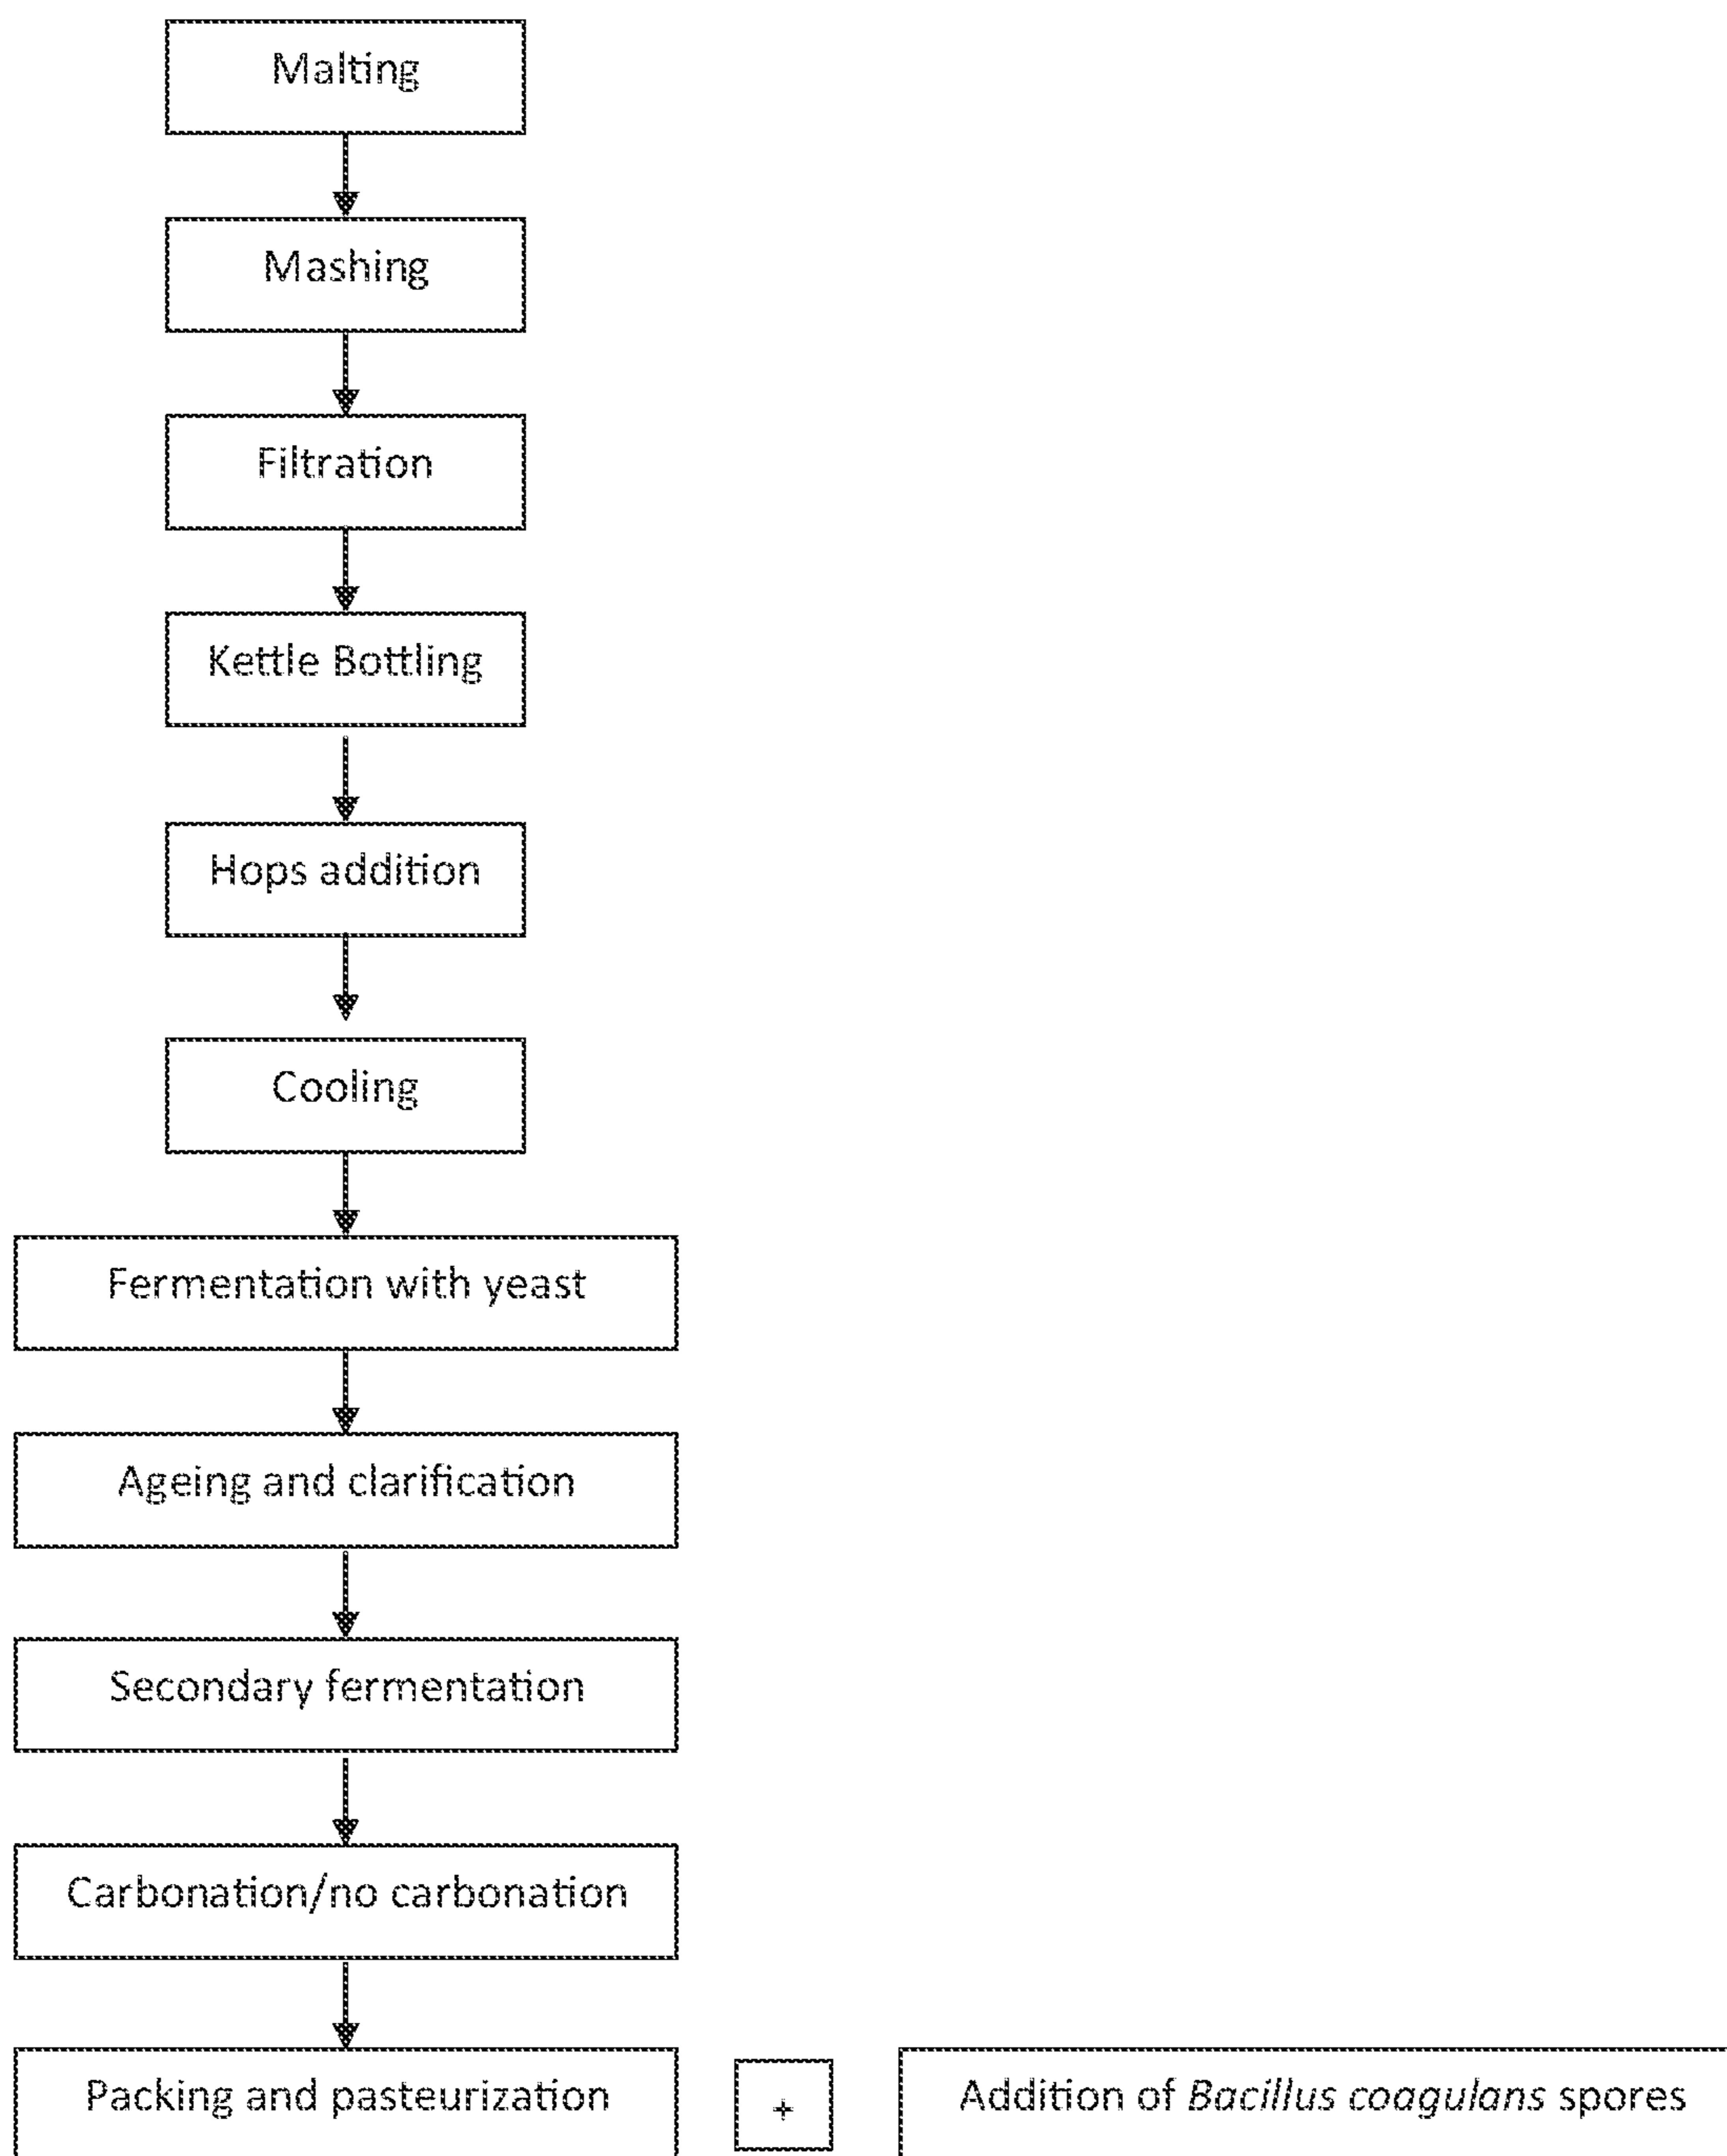 Malting
Mashing
Filtration
Kettle Bottling
Hops addition
Cooling
Fermentation with yeast
Ageing and clarification
Secondary fermentation
Carbonation/no carbonation
Packing and pasteurization + Addition of Bacillus coagulans spores